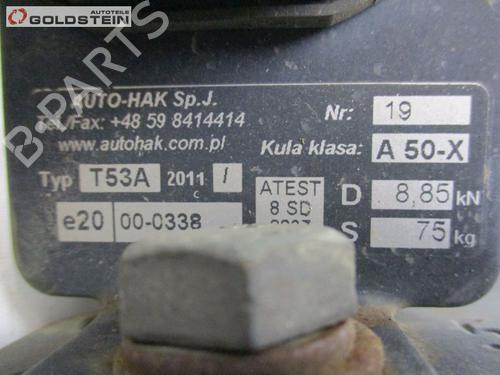 AUTOTEILE
GOLDSTEIN
B-PARTS
AUTO-HAK Sp.J.
Tel./Fax: +48 59 8414414
www.autohak.com.pl
Nr: 19
Kula klasa: A 50-X
Typ T53A 2011 /
ATEST
8 SD
D 8,85 kN
e20 00-0338
S 75 kg